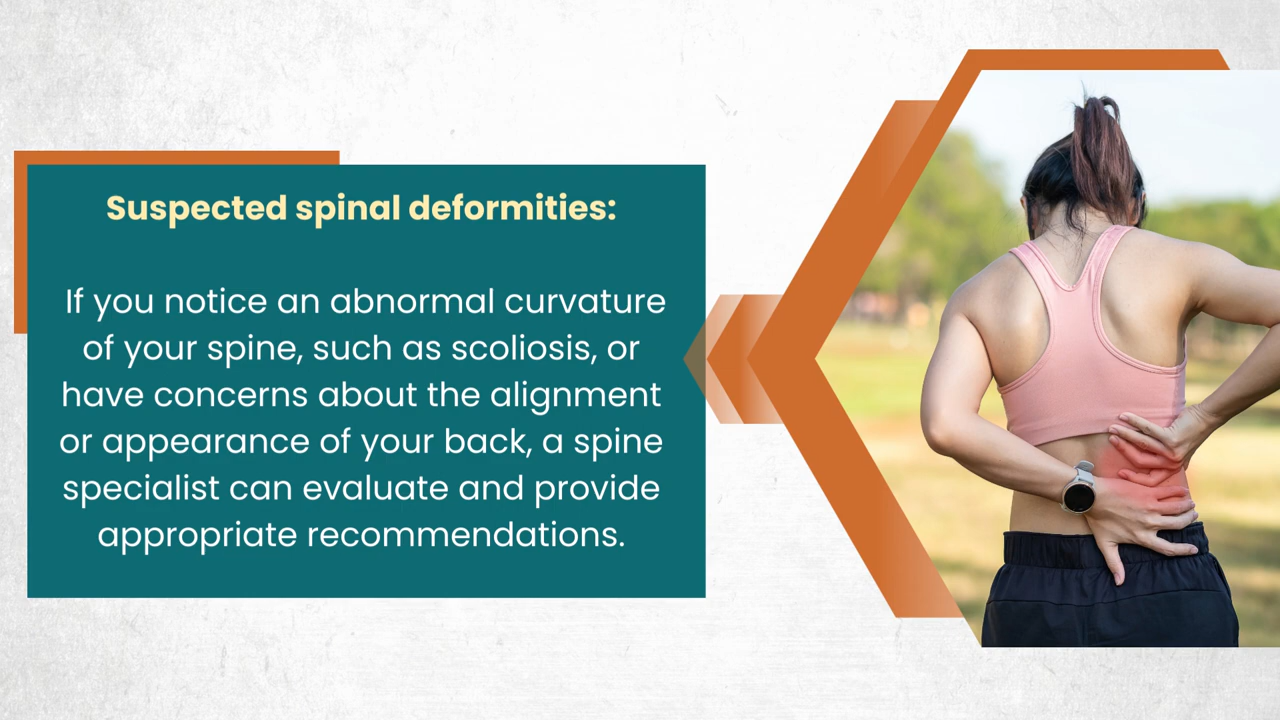 Suspected spinal deformities:
If you notice an abnormal curvature
of your spine, such as scoliosis, or
have concerns about the alignment
or appearance of your back, a spine
specialist can evaluate and provide
appropriate recommendations.